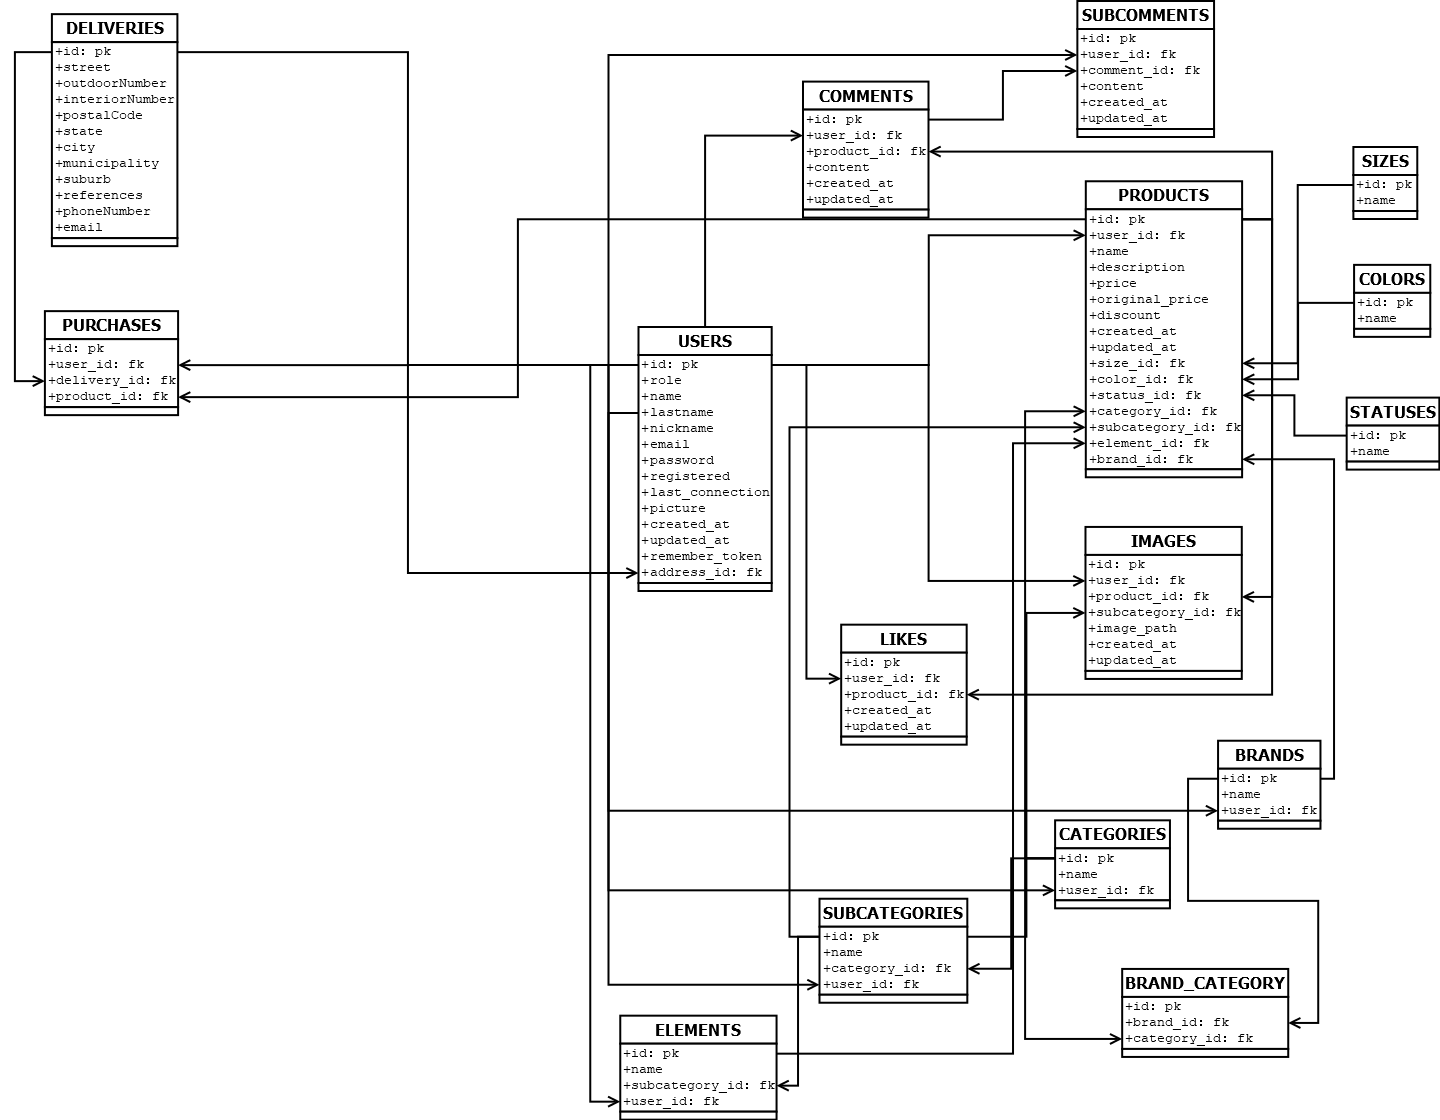 DELIVERIES
+id: pk
+street
+outdoorNumber
+interiorNumber
+postalCode
+state
+city
+municipality
+suburb
+references
+phoneNumber
+email
PURCHASES
+id: pk
+user_id: fk
+delivery_id: fk
+product_id: fk
USERS
+id: pk
+role
+name
+lastname
+nickname
+email
+password
+registered
+last_connection
+picture
+created_at
+updated_at
+remember_token
+address_id: fk
COMMENTS
+id: pk
+user_id: fk
+product_id: fk
+content
+created_at
+updated_at
SUBCOMMENTS
+id: pk
+user_id: fk
+comment_id: fk
+content
+created_at
+updated_at
PRODUCTS
+id: pk
+user_id: fk
+name
+description
+price
+original_price
+discount
+created_at
+updated_at
+size_id: fk
+color_id: fk
+status_id: fk
+category_id: fk
+subcategory_id: fk
+element_id: fk
+brand_id: fk
SIZES
+id: pk
+name
COLORS
+id: pk
+name
STATUSES
+id: pk
+name
IMAGES
+id: pk
+user_id: fk
+product_id: fk
+subcategory_id: fk
+image_path
+created_at
+updated_at
LIKES
+id: pk
+user_id: fk
+product_id: fk
+created_at
+updated_at
BRANDS
+id: pk
+name
+user_id: fk
CATEGORIES
+id: pk
+name
+user_id: fk
SUBCATEGORIES
+id: pk
+name
+category_id: fk
+user_id: fk
BRAND_CATEGORY
+id: pk
+brand_id: fk
+category_id: fk
ELEMENTS
+id: pk
+name
+subcategory_id: fk
+user_id: fk